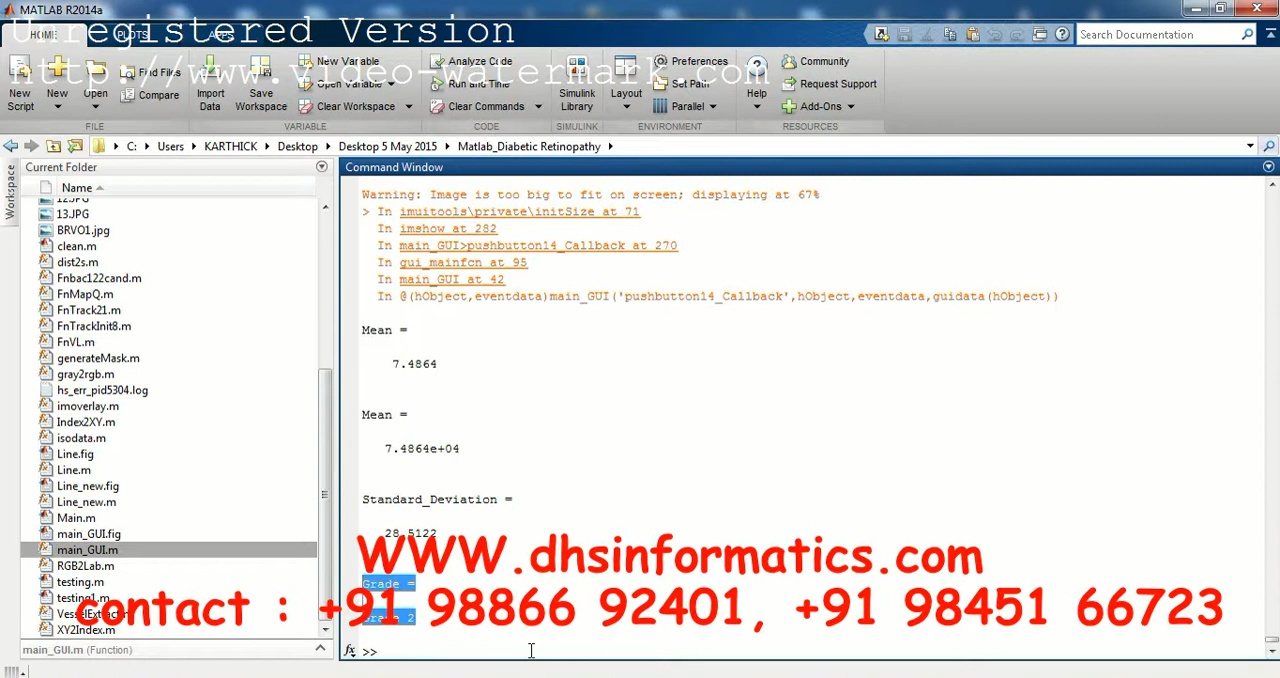 MATLAB R2014a
Unregistered Version
http://www.video-watermark.com
HOME PLOTS APPS
Search Documentation
New Script
New
Open
Find Files
Compare
Import Data
Save Workspace
New Variable
Open Variable
Clear Workspace
Analyze Code
Run and Time
Clear Commands
Simulink Library
Layout
Preferences
Set Path
Parallel
Help
Community
Request Support
Add-Ons
FILE VARIABLE CODE SIMULINK ENVIRONMENT RESOURCES
C: Users KARTHICK Desktop Desktop 5 May 2015 Matlab_Diabetic Retinopathy
Workspace
Current Folder
Name
12.JPG
13.JPG
BRVO1.jpg
clean.m
dist2s.m
Fnbac122cand.m
FnMapQ.m
FnTrack21.m
FnTrackInit8.m
FnVL.m
generateMask.m
gray2rgb.m
hs_err_pid5304.log
imoverlay.m
Index2XY.m
isodata.m
Line.fig
Line.m
Line_new.fig
Line_new.m
Main.m
main_GUI.fig
main_GUI.m
RGB2Lab.m
testing.m
testing1.m
XY2Index.m
main_GUI.m (Function)
Command Window
Warning: Image is too big to fit on screen; displaying at 67%
> In imuitools\private\initSize at 71
In imshow at 282
In main_GUI>pushbutton14_Callback at 270
In gui_mainfcn at 95
In main_GUI at 42
In @(hObject,eventdata)main_GUI('pushbutton14_Callback',hObject,eventdata,guidata(hObject))
Mean =
7.4864
Mean =
7.4864e+04
Standard_Deviation =
28.5122
Grade =
Grade 2
fx >>
WWW.dhsinformatics.com
contact : +91 98866 92401, +91 98451 66723